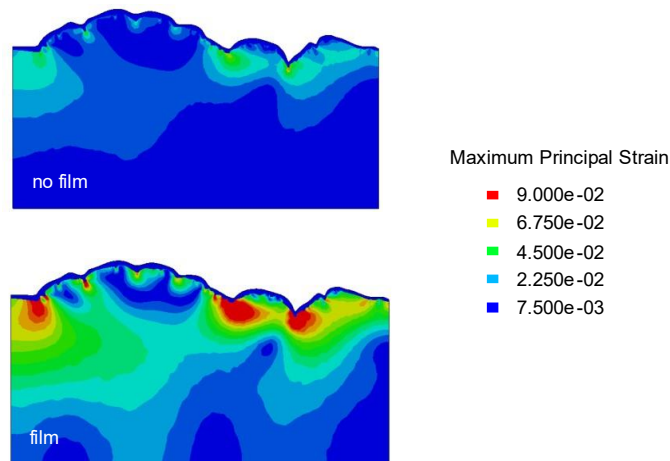 no film
Maximum Principal Strain
9.000e-02
6.750e-02
4.500e-02
2.250e-02
7.500e-03
film